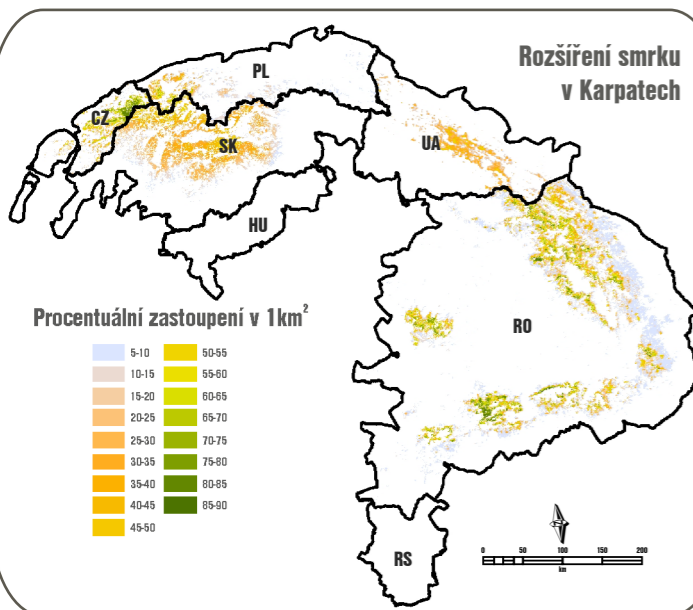 Rozšíření smrku
v Karpatech
PL
CZ
SK
UA
HU
RO
RS
Procentuální zastoupení v 1km²
5-10
10-15
15-20
20-25
25-30
30-35
35-40
40-45
45-50
50-55
55-60
60-65
65-70
70-75
75-80
80-85
85-90
0 50 100 150 200
km